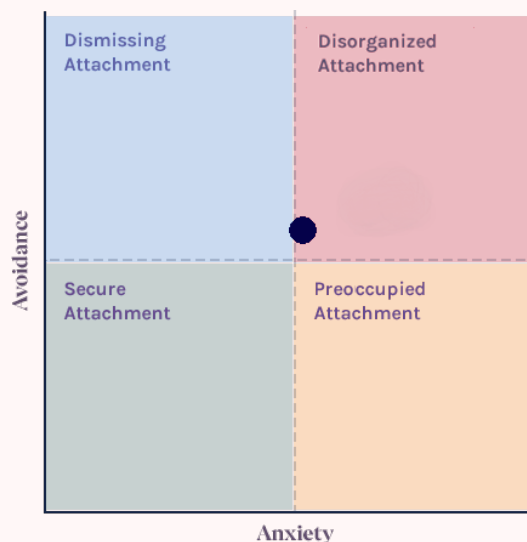 Dismissing
Attachment
Disorganized
Attachment
Avoidance
Secure
Attachment
Preoccupied
Attachment
Anxiety